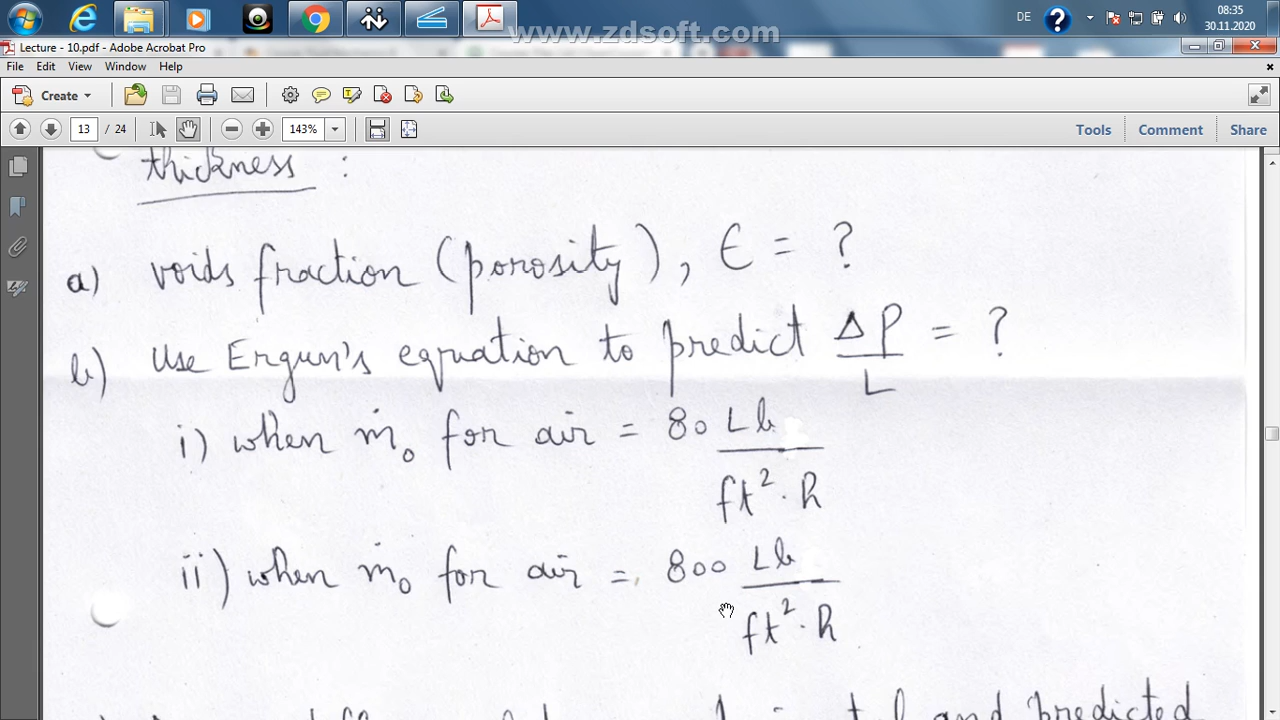 DE
08:35
30.11.2020
www.zdsoft.com
Lecture - 10.pdf - Adobe Acrobat Pro
File Edit View Window Help
Create
13 / 24 143% Tools Comment Share
thickness :
a) voids fraction (porosity), ϵ = ?
b) use Ergun's equation to predict ΔP/L = ?
i) when ṁ₀ for air = 80 Lb/ft²·h
ii) when ṁ₀ for air = 800 Lb/ft²·h
and predicted